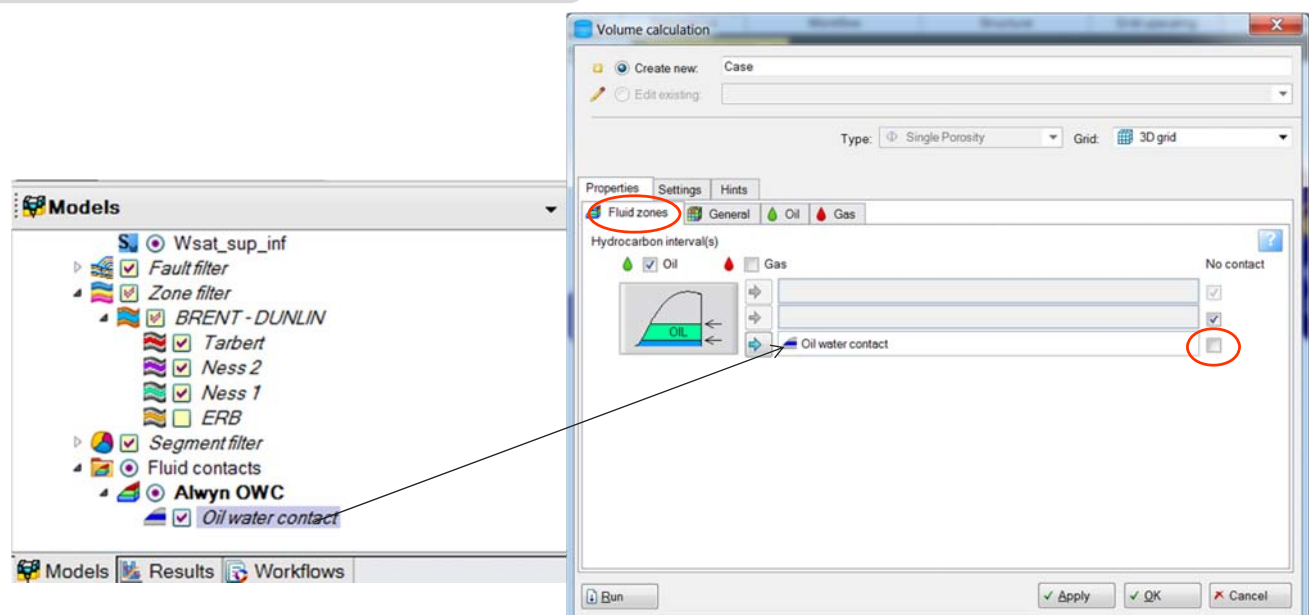 Models
Wsat_sup_inf
Fault filter
Zone filter
BRENT - DUNLIN
Tarbert
Ness 2
Ness 1
ERB
Segment filter
Fluid contacts
Alwyn OWC
Oil water contact
Models Results Workflows
Volume calculation
Create new: Case
Edit existing:
Type: Φ Single Porosity Grid: 3D grid
Properties Settings Hints
Fluid zones General Oil Gas
Hydrocarbon interval(s) ?
Oil Gas No contact
OIL
Oil water contact
Run Apply OK Cancel